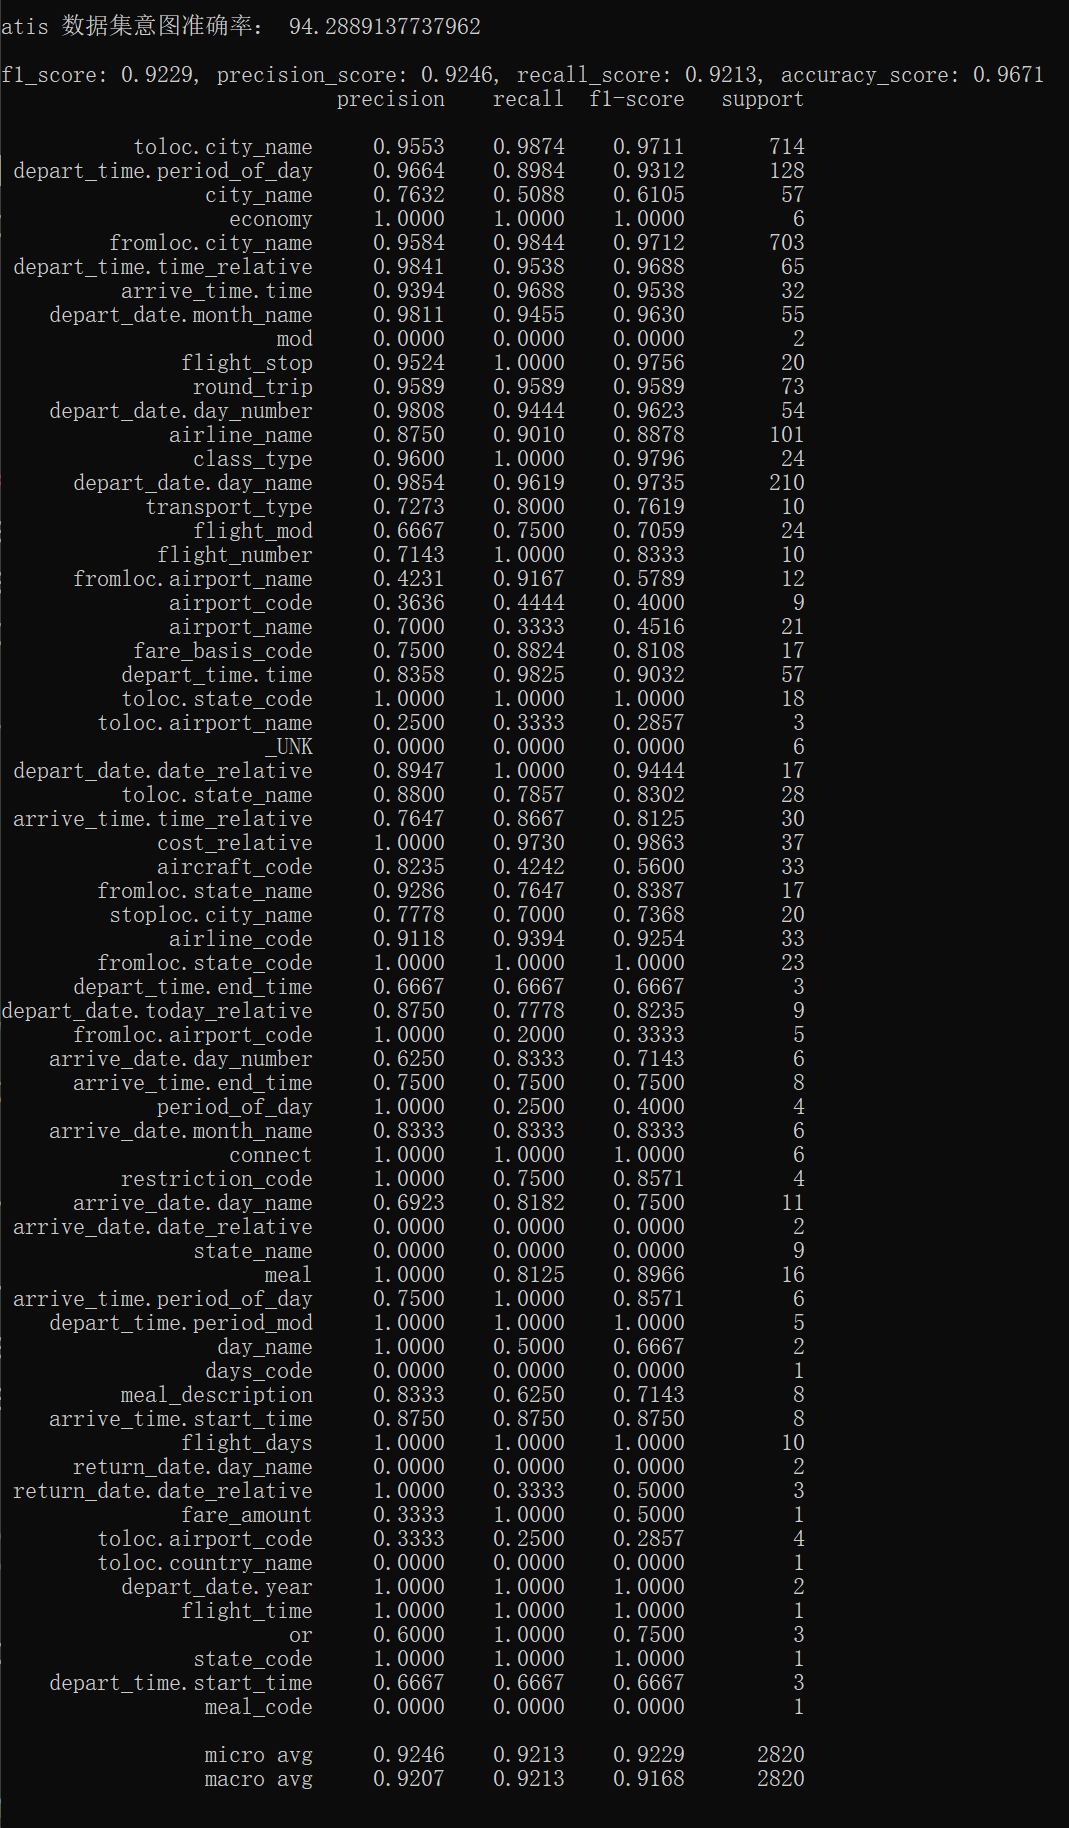 atis 数据集意图准确率： 94.2889137737962
f1_score: 0.9229, precision_score: 0.9246, recall_score: 0.9213, accuracy_score: 0.9671
precision recall f1-score support
toloc.city_name 0.9553 0.9874 0.9711 714
depart_time.period_of_day 0.9664 0.8984 0.9312 128
city_name 0.7632 0.5088 0.6105 57
economy 1.0000 1.0000 1.0000 6
fromloc.city_name 0.9584 0.9844 0.9712 703
depart_time.time_relative 0.9841 0.9538 0.9688 65
arrive_time.time 0.9394 0.9688 0.9538 32
depart_date.month_name 0.9811 0.9455 0.9630 55
mod 0.0000 0.0000 0.0000 2
flight_stop 0.9524 1.0000 0.9756 20
round_trip 0.9589 0.9589 0.9589 73
depart_date.day_number 0.9808 0.9444 0.9623 54
airline_name 0.8750 0.9010 0.8878 101
class_type 0.9600 1.0000 0.9796 24
depart_date.day_name 0.9854 0.9619 0.9735 210
transport_type 0.7273 0.8000 0.7619 10
flight_mod 0.6667 0.7500 0.7059 24
flight_number 0.7143 1.0000 0.8333 10
fromloc.airport_name 0.4231 0.9167 0.5789 12
airport_code 0.3636 0.4444 0.4000 9
airport_name 0.7000 0.3333 0.4516 21
fare_basis_code 0.7500 0.8824 0.8108 17
depart_time.time 0.8358 0.9825 0.9032 57
toloc.state_code 1.0000 1.0000 1.0000 18
toloc.airport_name 0.2500 0.3333 0.2857 3
_UNK 0.0000 0.0000 0.0000 6
depart_date.date_relative 0.8947 1.0000 0.9444 17
toloc.state_name 0.8800 0.7857 0.8302 28
arrive_time.time_relative 0.7647 0.8667 0.8125 30
cost_relative 1.0000 0.9730 0.9863 37
aircraft_code 0.8235 0.4242 0.5600 33
fromloc.state_name 0.9286 0.7647 0.8387 17
stoploc.city_name 0.7778 0.7000 0.7368 20
airline_code 0.9118 0.9394 0.9254 33
fromloc.state_code 1.0000 1.0000 1.0000 23
depart_time.end_time 0.6667 0.6667 0.6667 3
depart_date.today_relative 0.8750 0.7778 0.8235 9
fromloc.airport_code 1.0000 0.2000 0.3333 5
arrive_date.day_number 0.6250 0.8333 0.7143 6
arrive_time.end_time 0.7500 0.7500 0.7500 8
period_of_day 1.0000 0.2500 0.4000 4
arrive_date.month_name 0.8333 0.8333 0.8333 6
connect 1.0000 1.0000 1.0000 6
restriction_code 1.0000 0.7500 0.8571 4
arrive_date.day_name 0.6923 0.8182 0.7500 11
arrive_date.date_relative 0.0000 0.0000 0.0000 2
state_name 0.0000 0.0000 0.0000 9
meal 1.0000 0.8125 0.8966 16
arrive_time.period_of_day 0.7500 1.0000 0.8571 6
depart_time.period_mod 1.0000 1.0000 1.0000 5
day_name 1.0000 0.5000 0.6667 2
days_code 0.0000 0.0000 0.0000 1
meal_description 0.8333 0.6250 0.7143 8
arrive_time.start_time 0.8750 0.8750 0.8750 8
flight_days 1.0000 1.0000 1.0000 10
return_date.day_name 0.0000 0.0000 0.0000 2
return_date.date_relative 1.0000 0.3333 0.5000 3
fare_amount 0.3333 1.0000 0.5000 1
toloc.airport_code 0.3333 0.2500 0.2857 4
toloc.country_name 0.0000 0.0000 0.0000 1
depart_date.year 1.0000 1.0000 1.0000 2
flight_time 1.0000 1.0000 1.0000 1
or 0.6000 1.0000 0.7500 3
state_code 1.0000 1.0000 1.0000 1
depart_time.start_time 0.6667 0.6667 0.6667 3
meal_code 0.0000 0.0000 0.0000 1
micro avg 0.9246 0.9213 0.9229 2820
macro avg 0.9207 0.9213 0.9168 2820